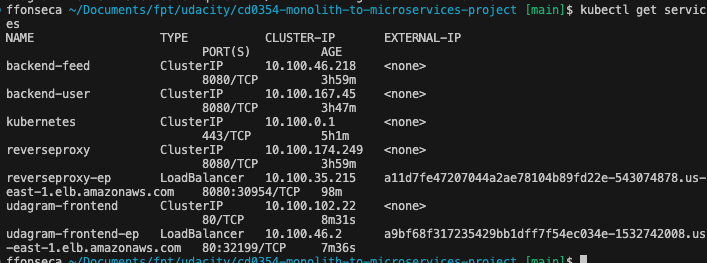 ffonseca ~/Documents/fpt/udacity/cd0354-monolith-to-microservices-project [main]$ kubectl get servic
es
NAME TYPE CLUSTER-IP EXTERNAL-IP
PORT(S) AGE
backend-feed ClusterIP 10.100.46.218 <none>
8080/TCP 3h59m
backend-user ClusterIP 10.100.167.45 <none>
8080/TCP 3h47m
kubernetes ClusterIP 10.100.0.1 <none>
443/TCP 5h1m
reverseproxy ClusterIP 10.100.174.249 <none>
8080/TCP 3h59m
reverseproxy-ep LoadBalancer 10.100.35.215 a11d7fe47207044a2ae78104b89fd22e-543074878.us-
east-1.elb.amazonaws.com 8080:30954/TCP 98m
udagram-frontend ClusterIP 10.100.102.22 <none>
80/TCP 8m31s
udagram-frontend-ep LoadBalancer 10.100.46.2 a9bf68f317235429bb1dff7f54ec034e-1532742008.us
-east-1.elb.amazonaws.com 80:32199/TCP 7m36s
ffonseca ~/Documents/fpt/udacity/cd0354-monolith-to-microservices-project [main]$